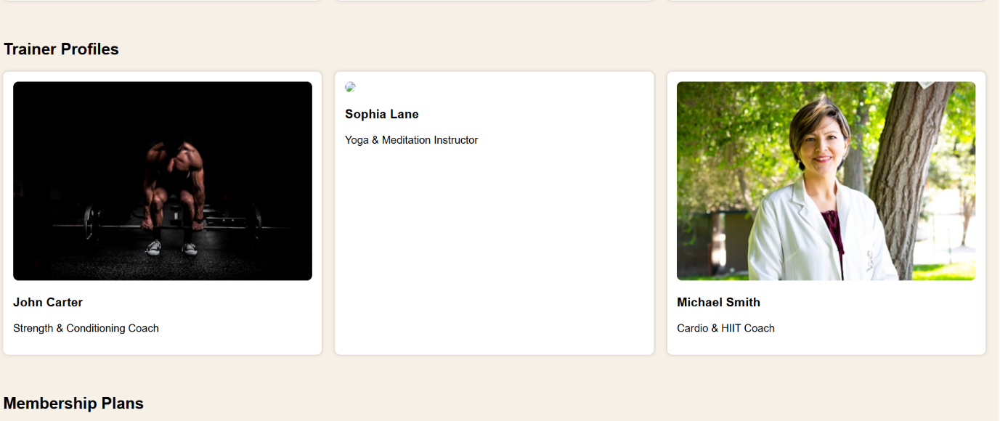 Trainer Profiles
John Carter
Strength & Conditioning Coach
Sophia Lane
Yoga & Meditation Instructor
Michael Smith
Cardio & HIIT Coach
Membership Plans